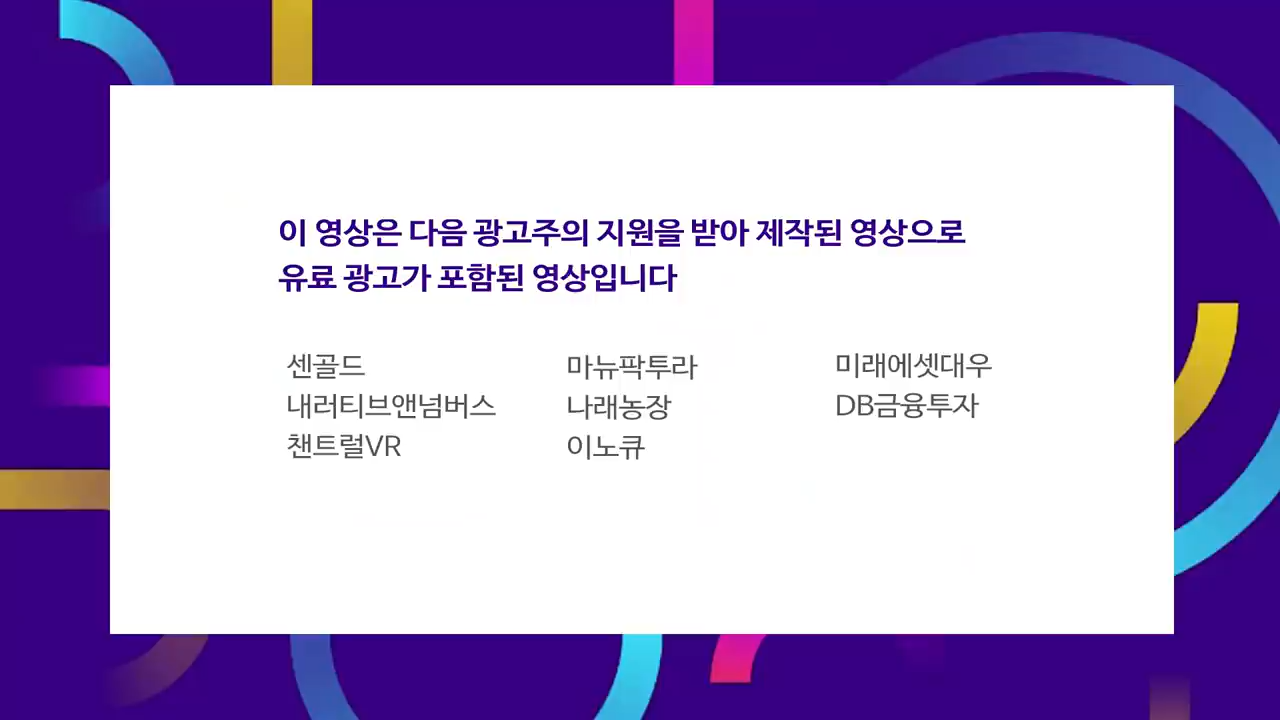 이 영상은 다음 광고주의 지원을 받아 제작된 영상으로
유료 광고가 포함된 영상입니다
센골드
내러티브앤넘버스
챈트럴VR
마뉴팍투라
나래농장
이노큐
미래에셋대우
DB금융투자